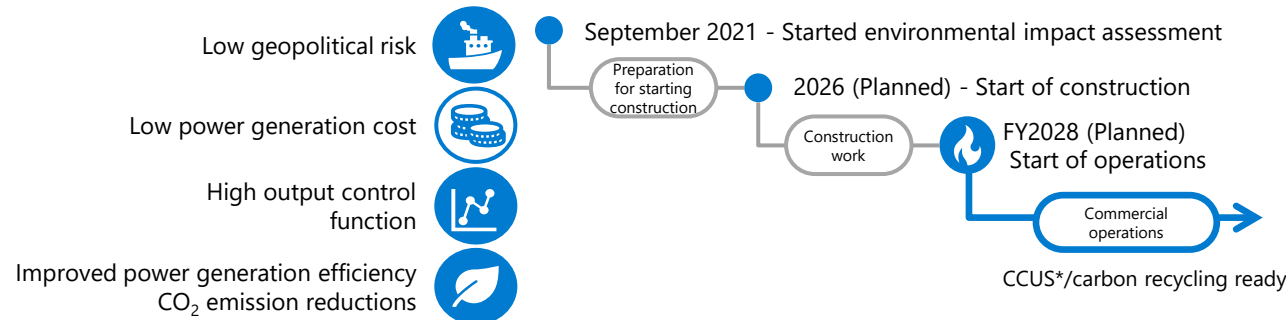 Low geopolitical risk
Low power generation cost
High output control
function
Improved power generation efficiency
CO₂ emission reductions
September 2021 - Started environmental impact assessment
Preparation
for starting
construction
2026 (Planned) - Start of construction
Construction
work
FY2028 (Planned)
Start of operations
Commercial
operations
CCUS*/carbon recycling ready